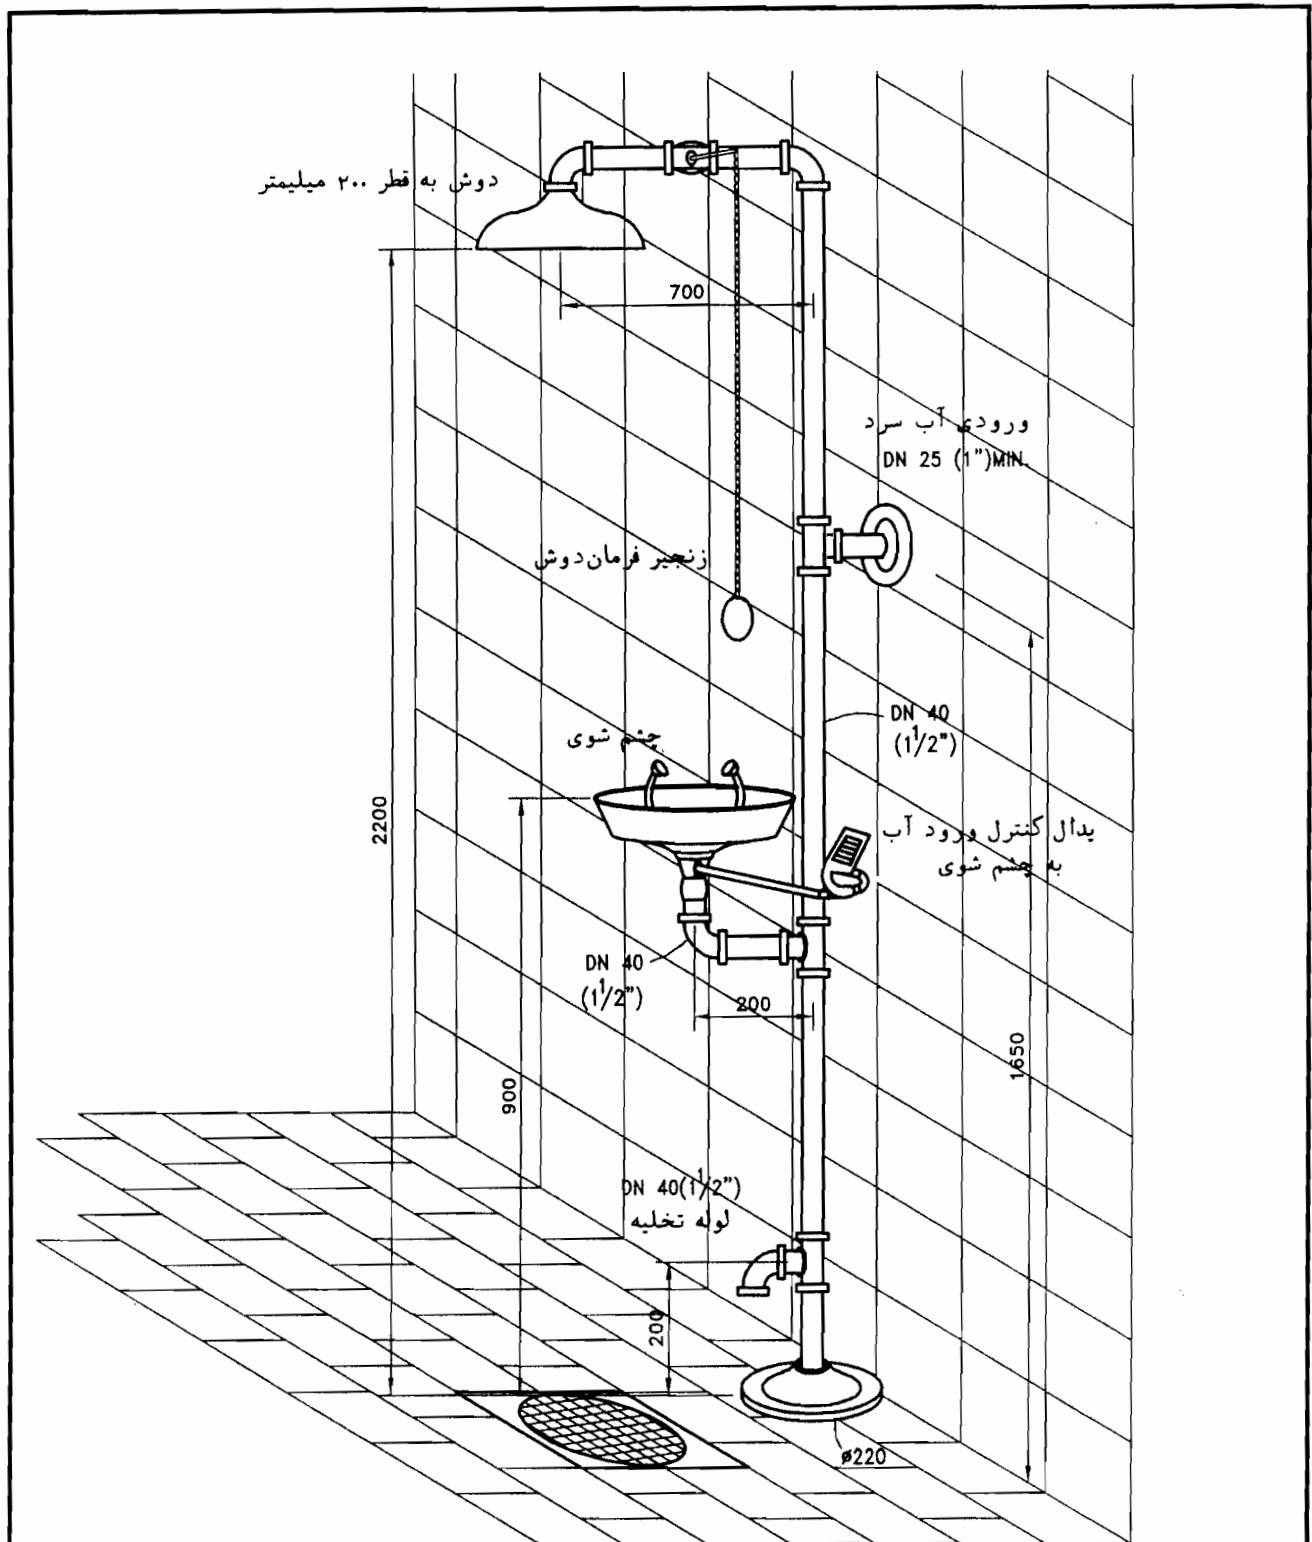 دوش به قطر ۲۰۰ میلیمتر
700
ورودی آب سرد
DN 25 (1")MIN.
زنجیر فرمان دوش
DN 40
(1 1/2")
چشم شوی
2200
پدال کنترل ورود آب
به چشم شوی
DN 40
(1 1/2")
200
1650
900
DN 40(1 1/2")
لوله تخلیه
200
ø220